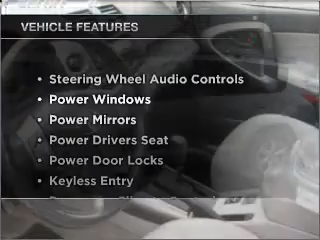 VEHICLE FEATURES
• Steering Wheel Audio Controls
• Power Windows
• Power Mirrors
• Power Drivers Seat
• Power Door Locks
• Keyless Entry